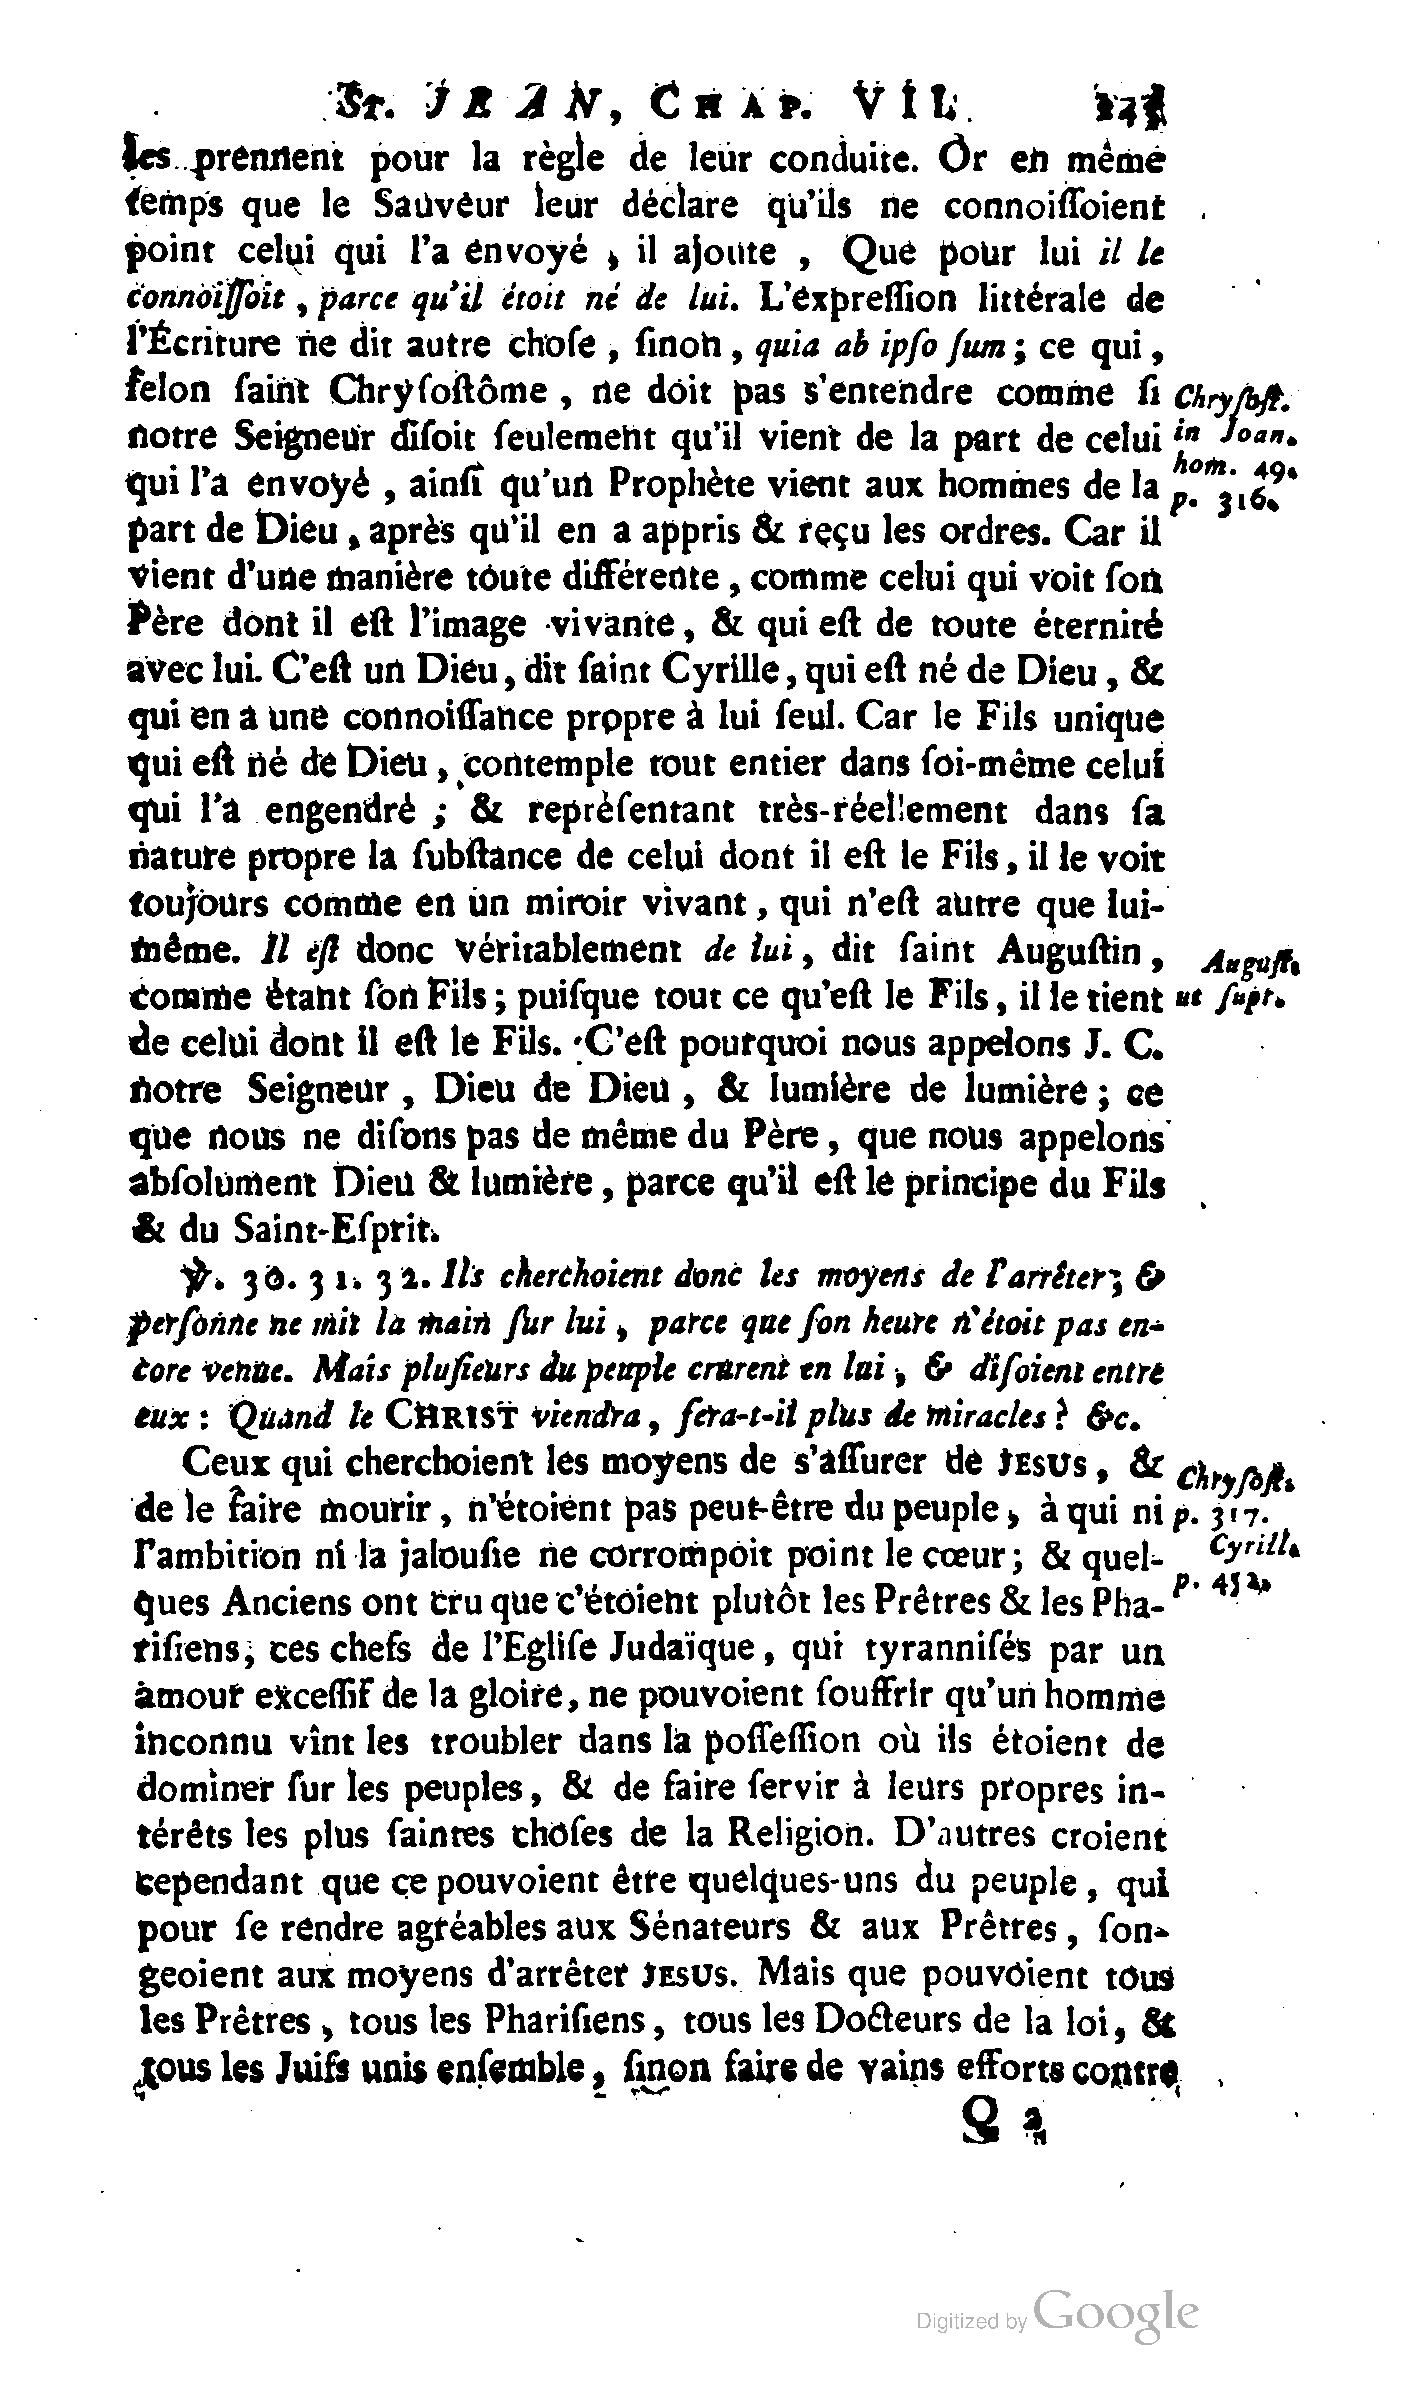 St. JEAN, CHAP. VII.
les prennent pour la règle de leur conduite. Or en même
temps que le Sauveur leur déclare qu'ils ne connoiſſoient
point celui qui l'a envoyé, il ajoute, Que pour lui il le
connoiſſoit, parce qu'il étoit né de lui. L'expreſſion littérale de
l'Écriture ne dit autre choſe, ſinon, quia ab ipſo ſum; ce qui,
ſelon ſaint Chryſoſtôme, ne doit pas s'entendre comme ſi
Chryſoſt.
notre Seigneur diſoit ſeulement qu'il vient de la part de celui
in Joan.
qui l'a envoyé, ainſi qu'un Prophète vient aux hommes de la
hom. 49.
p. 316.
part de Dieu, après qu'il en a appris & reçu les ordres. Car il
vient d'une manière toute différente, comme celui qui voit ſon
Père dont il eſt l'image vivante, & qui eſt de toute éternité
avec lui. C'eſt un Dieu, dit ſaint Cyrille, qui eſt né de Dieu, &
qui en a une connoiſſance propre à lui ſeul. Car le Fils unique
qui eſt né de Dieu, contemple tout entier dans ſoi-même celui
qui l'a engendré; & repréſentant très-réellement dans ſa
nature propre la ſubſtance de celui dont il eſt le Fils, il le voit
toujours comme en un miroir vivant, qui n'eſt autre que lui-
même. Il eſt donc véritablement de lui, dit ſaint Auguſtin,
Auguſt.
comme étant ſon Fils; puiſque tout ce qu'eſt le Fils, il le tient
ut ſupr.
de celui dont il eſt le Fils. C'eſt pourquoi nous appelons J. C.
notre Seigneur, Dieu de Dieu, & lumière de lumière; ce
que nous ne diſons pas de même du Père, que nous appelons
abſolument Dieu & lumière, parce qu'il eſt le principe du Fils
& du Saint-Eſprit.
℣. 30. 31. 32. Ils cherchoient donc les moyens de l'arrêter; &
perſonne ne mit la main ſur lui, parce que ſon heure n'étoit pas en-
core venue. Mais pluſieurs du peuple crurent en lui, & diſoient entre
eux: Quand le CHRIST viendra, fera-t-il plus de miracles? &c.
Ceux qui cherchoient les moyens de s'aſſurer de JESUS, &
Chryſoſt.
de le faire mourir, n'étoient pas peut-être du peuple, à qui ni
p. 317.
l'ambition ni la jalouſie ne corrompoit point le cœur; & quel-
Cyrill.
ques Anciens ont cru que c'étoient plutôt les Prêtres & les Pha-
p. 452.
riſiens, ces chefs de l'Egliſe Judaïque, qui tyranniſés par un
amour exceſſif de la gloire, ne pouvoient ſouffrir qu'un homme
inconnu vînt les troubler dans la poſſeſſion où ils étoient de
dominer ſur les peuples, & de faire ſervir à leurs propres in-
térêts les plus ſaintes choſes de la Religion. D'autres croient
cependant que ce pouvoient être quelques-uns du peuple, qui
pour ſe rendre agréables aux Sénateurs & aux Prêtres, ſon-
geoient aux moyens d'arrêter JESUS. Mais que pouvoient tous
les Prêtres, tous les Phariſiens, tous les Docteurs de la loi, &
tous les Juifs unis enſemble, ſinon faire de vains efforts contre
Q 2
Digitized by Google